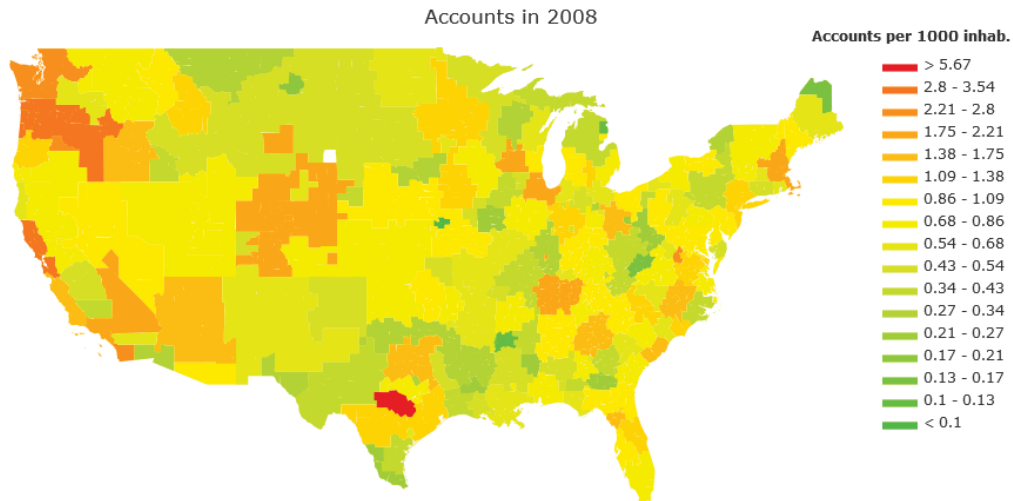 Accounts in 2008
Accounts per 1000 inhab.
> 5.67
2.8 - 3.54
2.21 - 2.8
1.75 - 2.21
1.38 - 1.75
1.09 - 1.38
0.86 - 1.09
0.68 - 0.86
0.54 - 0.68
0.43 - 0.54
0.34 - 0.43
0.27 - 0.34
0.21 - 0.27
0.17 - 0.21
0.13 - 0.17
0.1 - 0.13
< 0.1